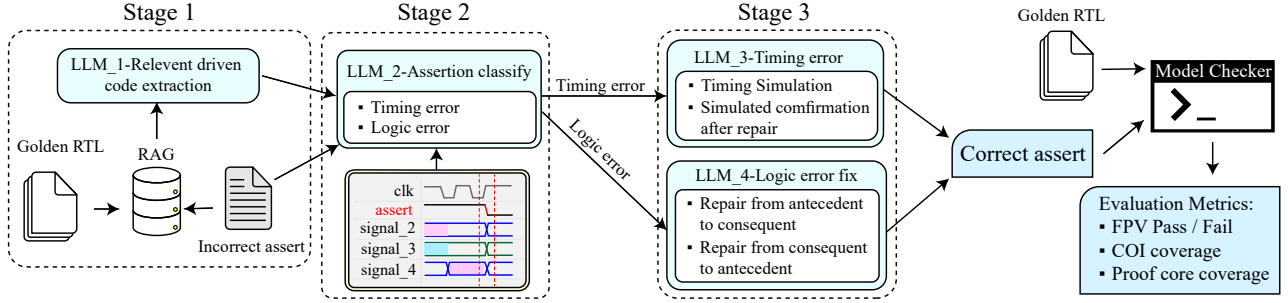 Stage 1
Stage 2
Stage 3
LLM_1-Relevent driven
code extraction
Golden RTL
RAG
Incorrect assert
LLM_2-Assertion classify
Timing error
Logic error
clk
assert
signal_2
signal_3
signal_4
Timing error
Logic error
LLM_3-Timing error
Timing Simulation
Simulated comfirmation
after repair
LLM_4-Logic error fix
Repair from antecedent
to consequent
Repair from consequent
to antecedent
Correct assert
Golden RTL
Model Checker
Evaluation Metrics:
FPV Pass / Fail
COI coverage
Proof core coverage